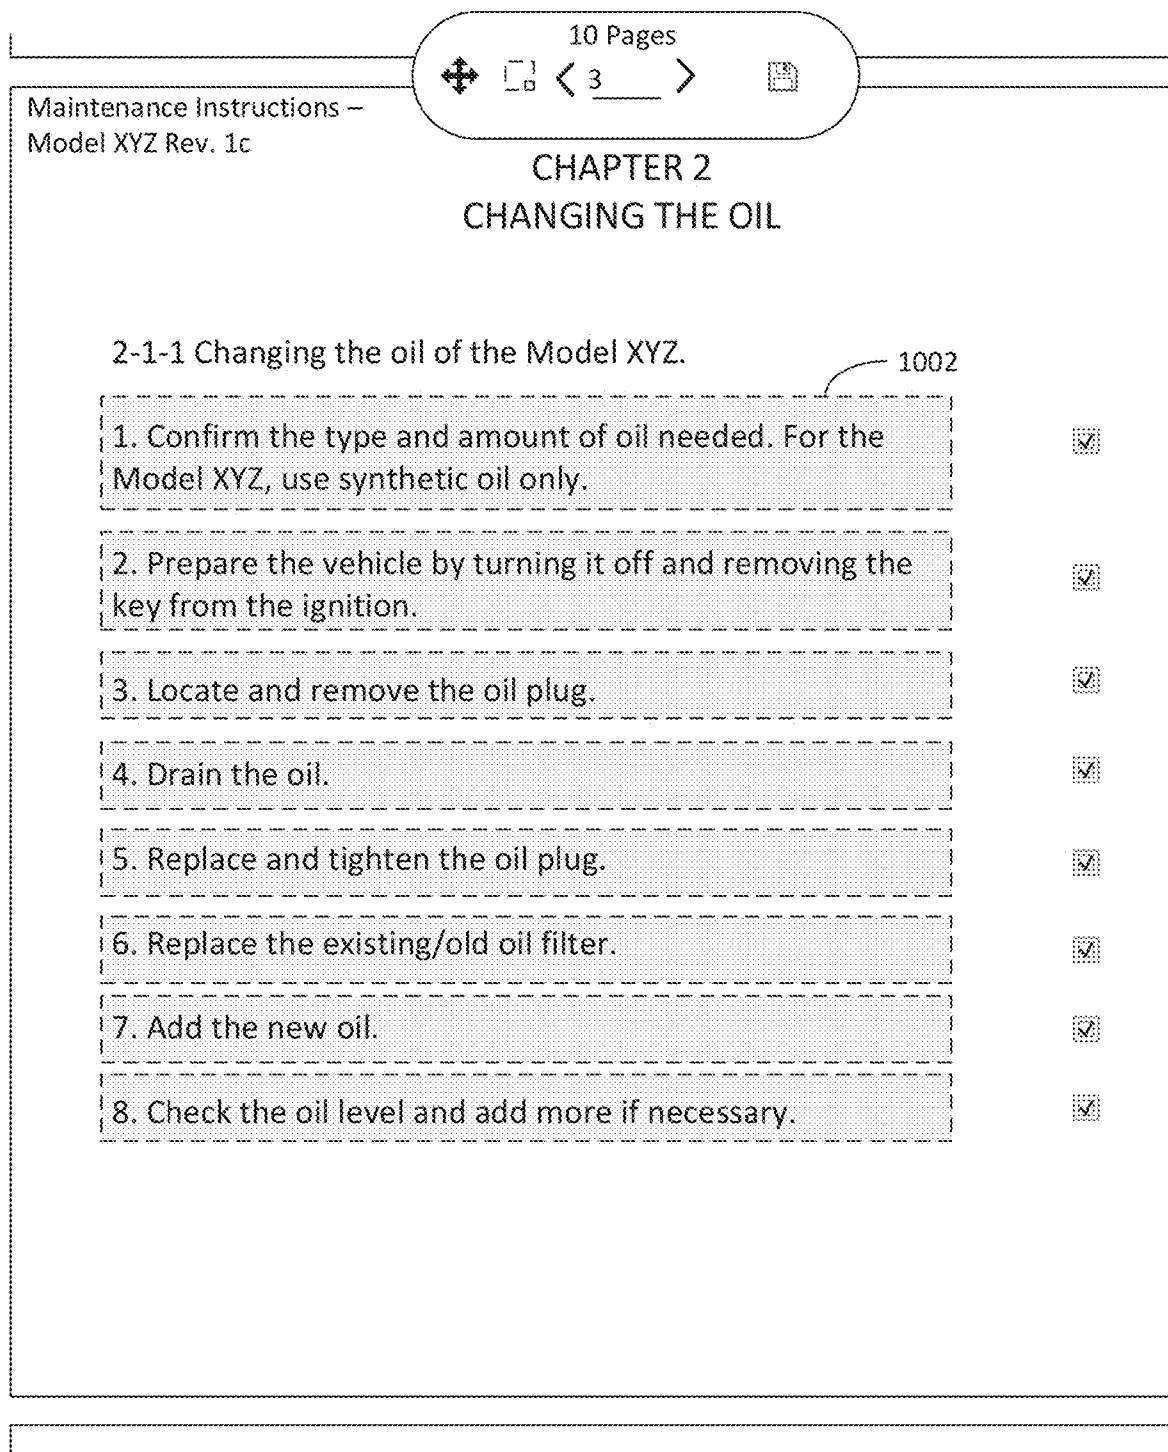 10 Pages
3
Maintenance Instructions –
Model XYZ Rev. 1c
CHAPTER 2
CHANGING THE OIL
2-1-1 Changing the oil of the Model XYZ.
1002
1. Confirm the type and amount of oil needed. For the
Model XYZ, use synthetic oil only.
2. Prepare the vehicle by turning it off and removing the
key from the ignition.
3. Locate and remove the oil plug.
4. Drain the oil.
5. Replace and tighten the oil plug.
6. Replace the existing/old oil filter.
7. Add the new oil.
8. Check the oil level and add more if necessary.